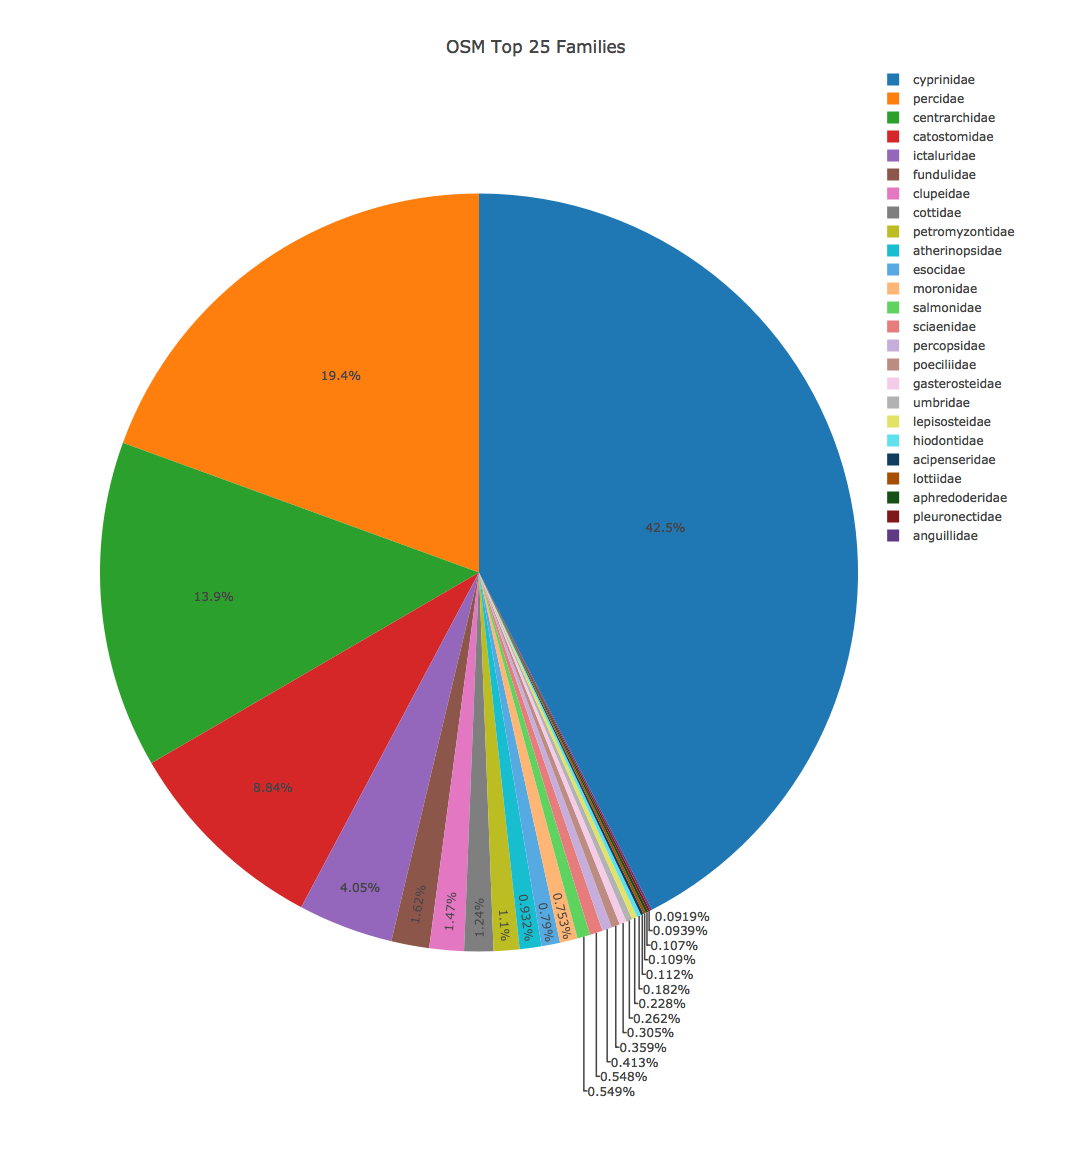 OSM Top 25 Families
cyprinidae
percidae
centrarchidae
catostomidae
ictaluridae
fundulidae
clupeidae
cottidae
petromyzontidae
atherinopsidae
esocidae
moronidae
salmonidae
sciaenidae
percopsidae
poeciliidae
gasterosteidae
umbridae
lepisosteidae
hiodontidae
acipenseridae
lottiidae
aphredoderidae
pleuronectidae
anguillidae
19.4%
42.5%
13.9%
8.84%
4.05%
1.62%
1.47%
1.24%
1.1%
0.932%
0.79%
0.753%
0.0919%
0.0939%
0.107%
0.109%
0.112%
0.182%
0.228%
0.262%
0.305%
0.359%
0.413%
0.548%
0.549%